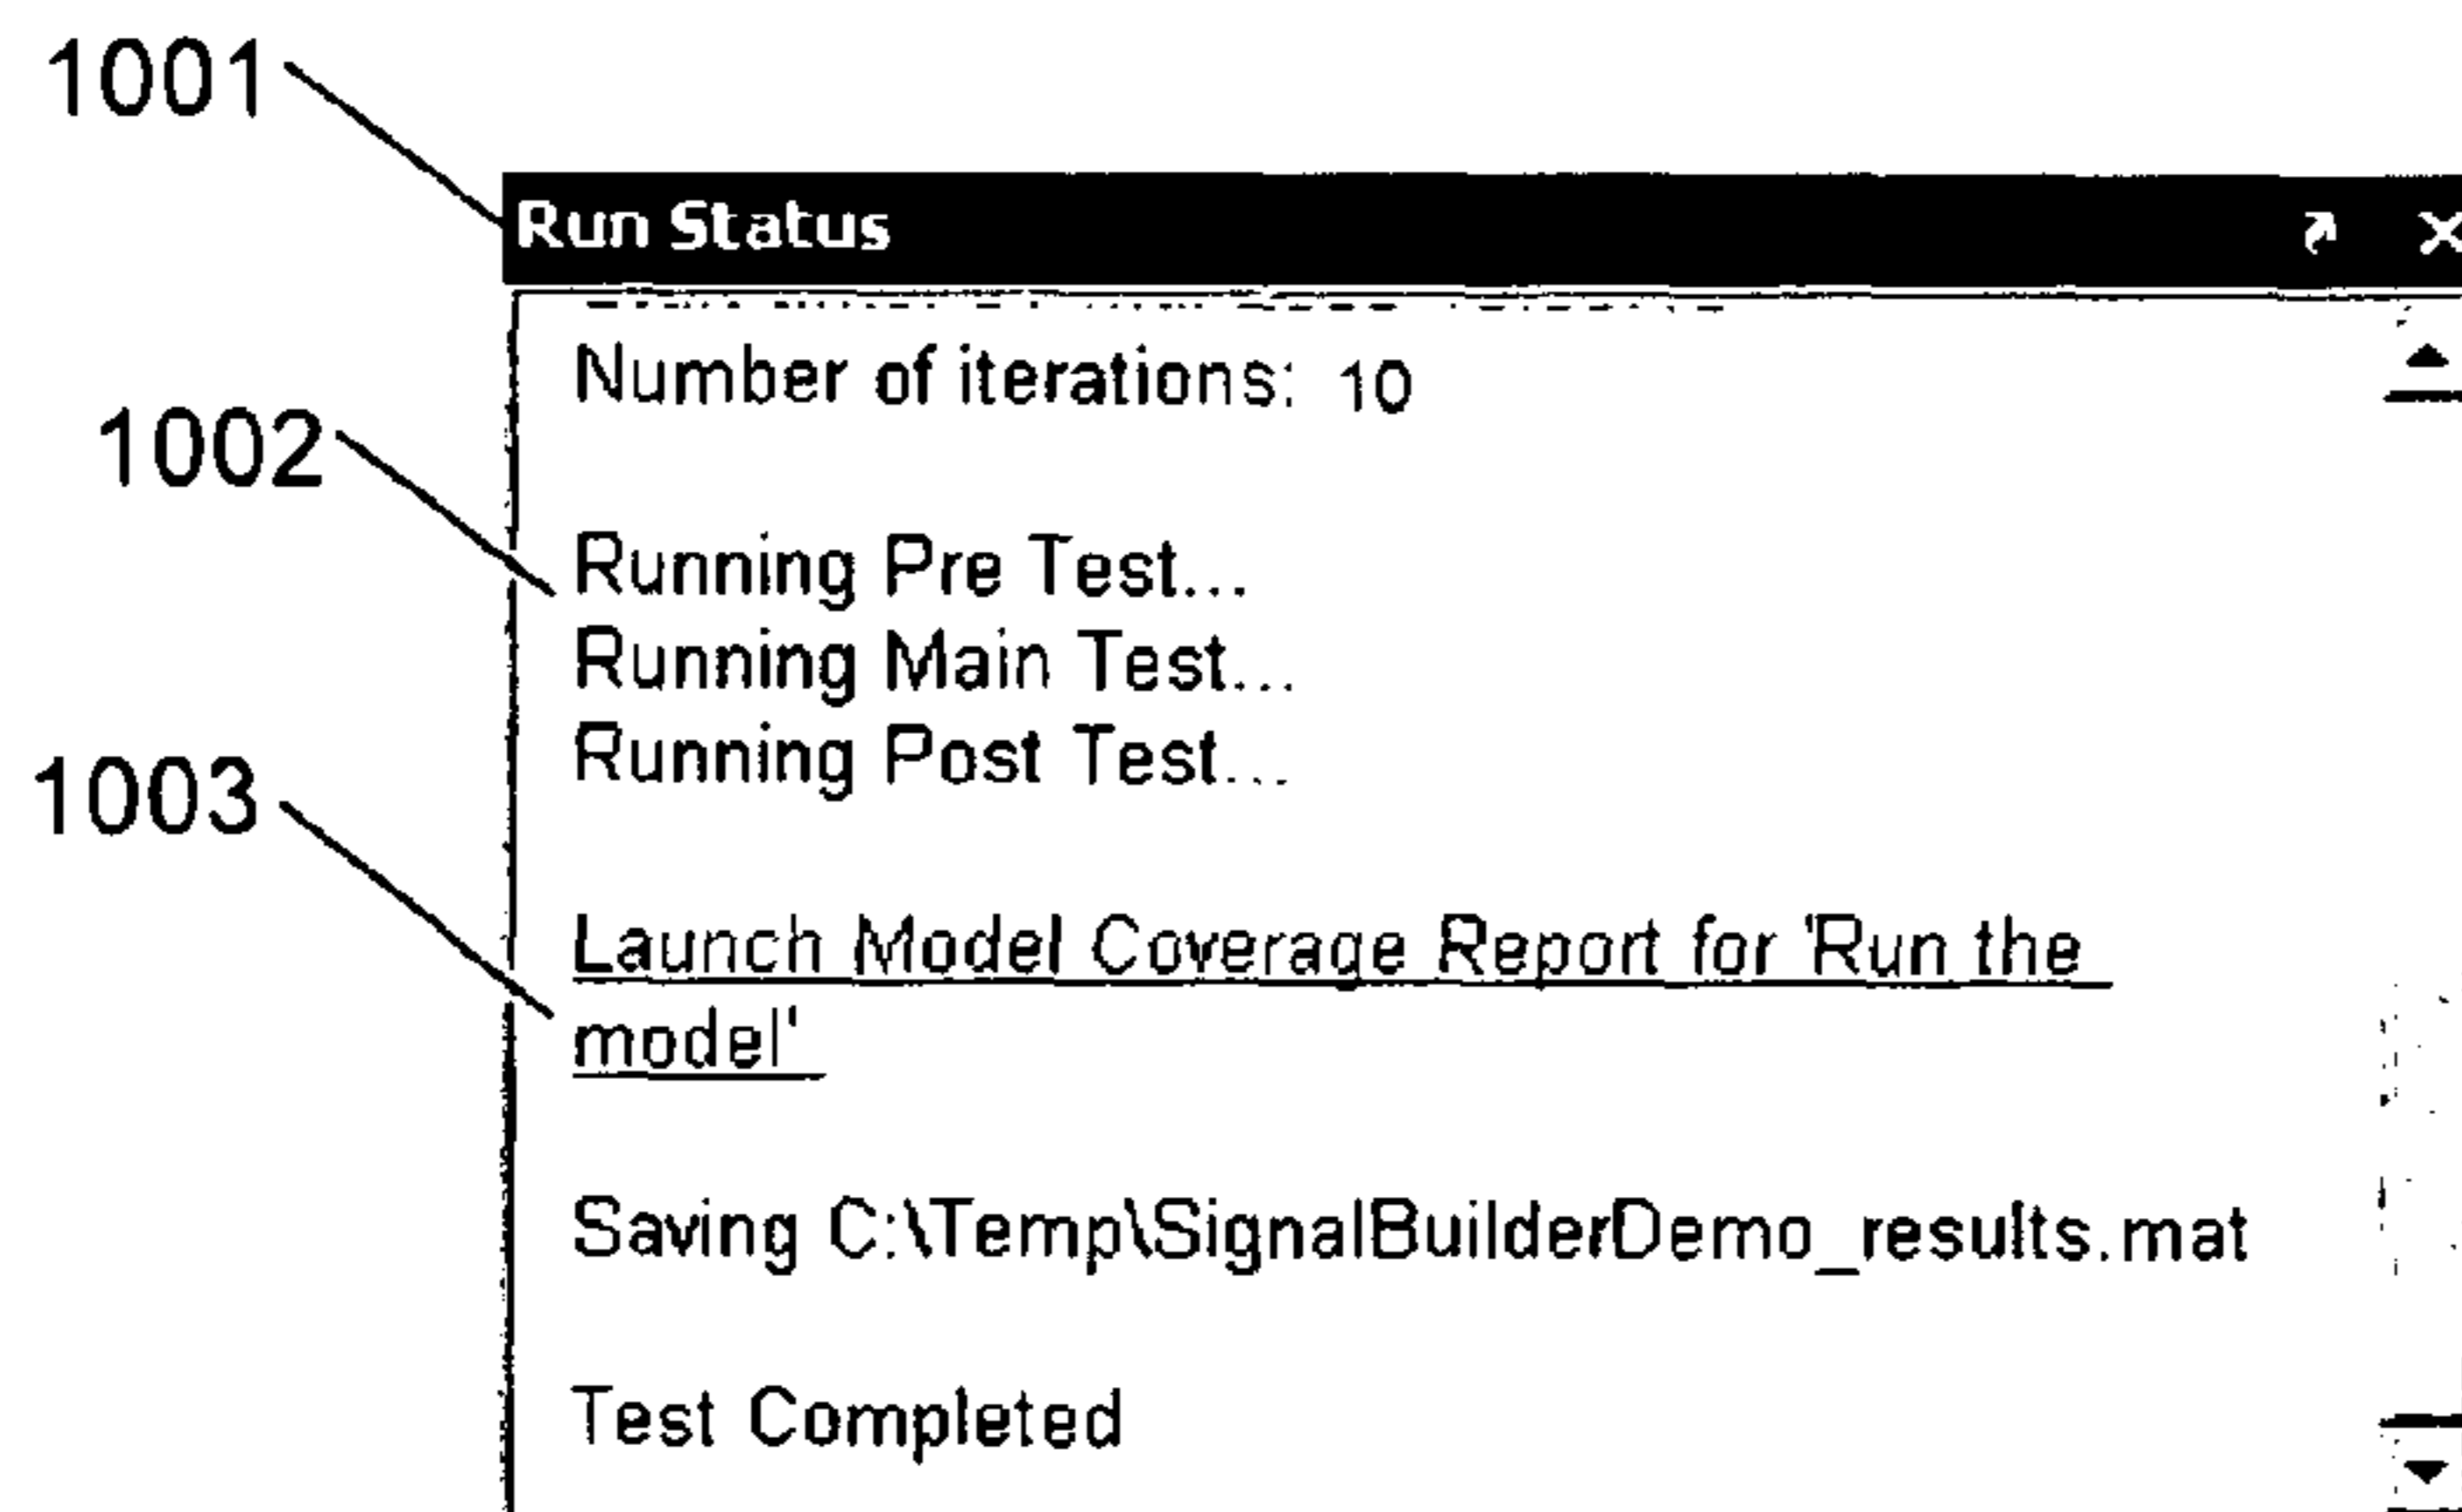 1001
Run Status
Number of iterations: 10
1002
Running Pre Test...
Running Main Test...
Running Post Test...
1003
Launch Model Coverage Report for 'Run the
model'
Saving C:\Temp\SignalBuilderDemo_results.mat
Test Completed